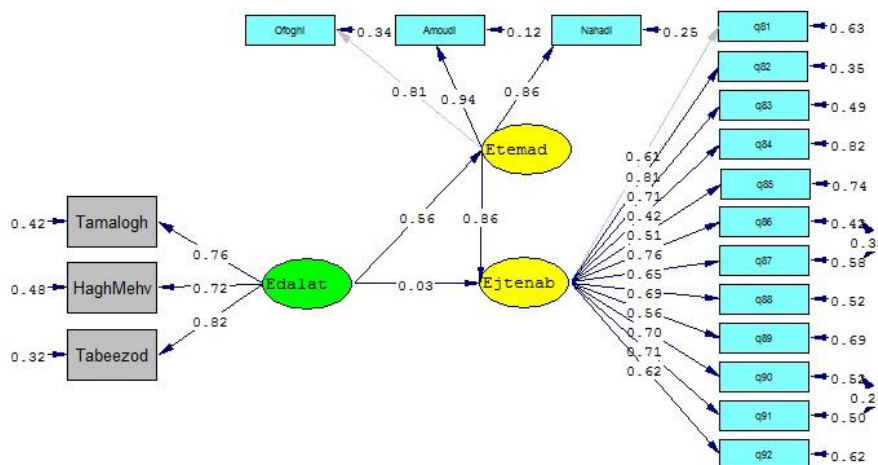 Ofoghi
0.34
Amoudi
0.12
Nahadi
0.25
q81
0.63
q82
0.35
q83
0.49
q84
0.82
q85
0.74
q86
0.42
q87
0.58
0.3
q88
0.52
q89
0.69
q90
0.52
q91
0.50
0.2
q92
0.62
0.81
0.94
0.86
Etemad
0.56
0.86
0.42
Tamalogh
0.76
0.48
HaghMehv
0.72
0.32
Tabeezod
0.82
Edalat
0.03
Ejtenab
0.61
0.81
0.71
0.42
0.51
0.76
0.65
0.69
0.56
0.70
0.71
0.62